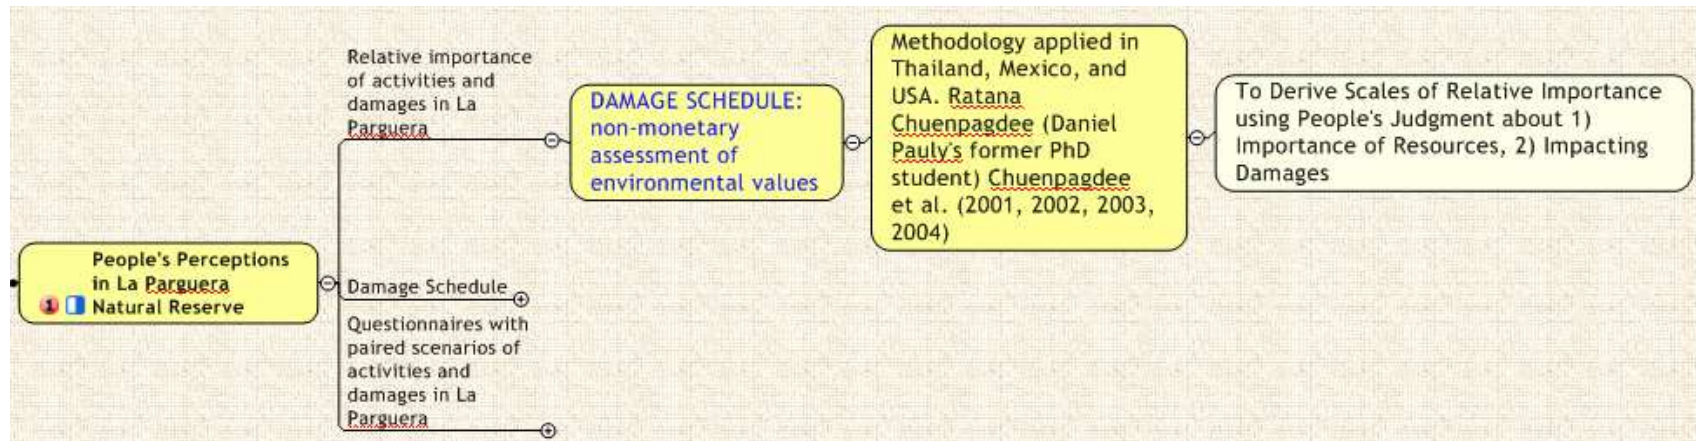 Relative importance
of activities and
damages in La
Parguera
DAMAGE SCHEDULE:
non-monetary
assessment of
environmental values
Methodology applied in
Thailand, Mexico, and
USA. Ratana
Chuenpagdee (Daniel
Pauly's former PhD
student) Chuenpagdee
et al. (2001, 2002, 2003,
2004)
To Derive Scales of Relative Importance
using People's Judgment about 1)
Importance of Resources, 2) Impacting
Damages
People's Perceptions
in La Parguera
1 Natural Reserve
Damage Schedule
Questionnaires with
paired scenarios of
activities and
damages in La
Parguera